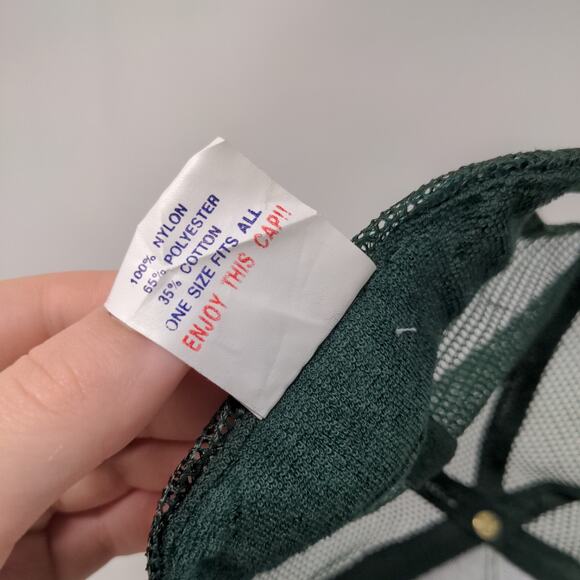 100% NYLON
65% POLYESTER
35% COTTON
ONE SIZE FITS ALL
ENJOY THIS CAP!!